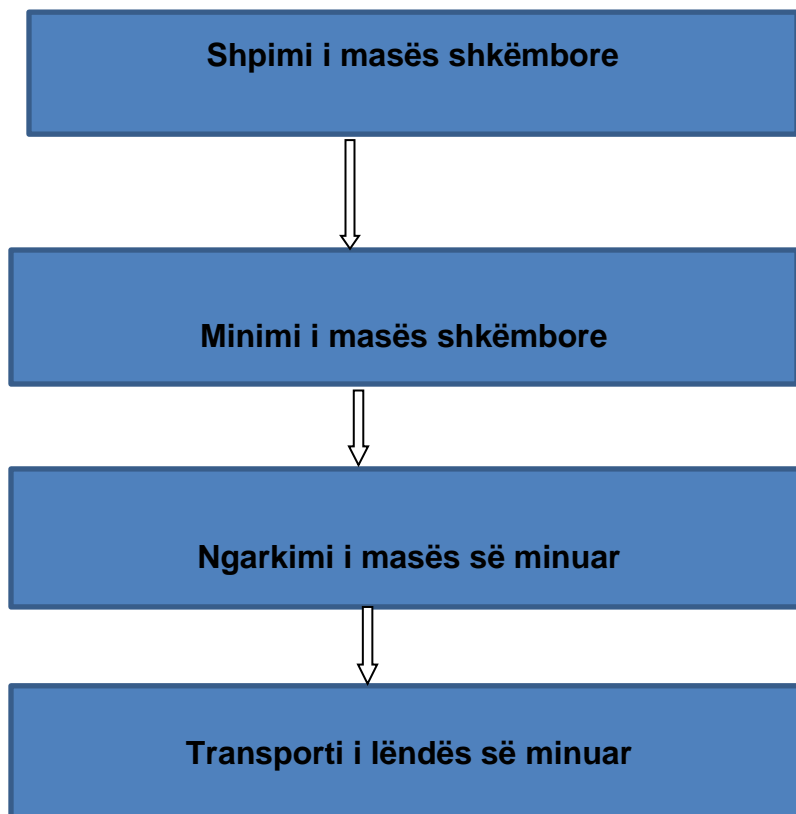 Shpimi i masës shkëmbore
Minimi i masës shkëmbore
Ngarkimi i masës së minuar
Transporti i lëndës së minuar